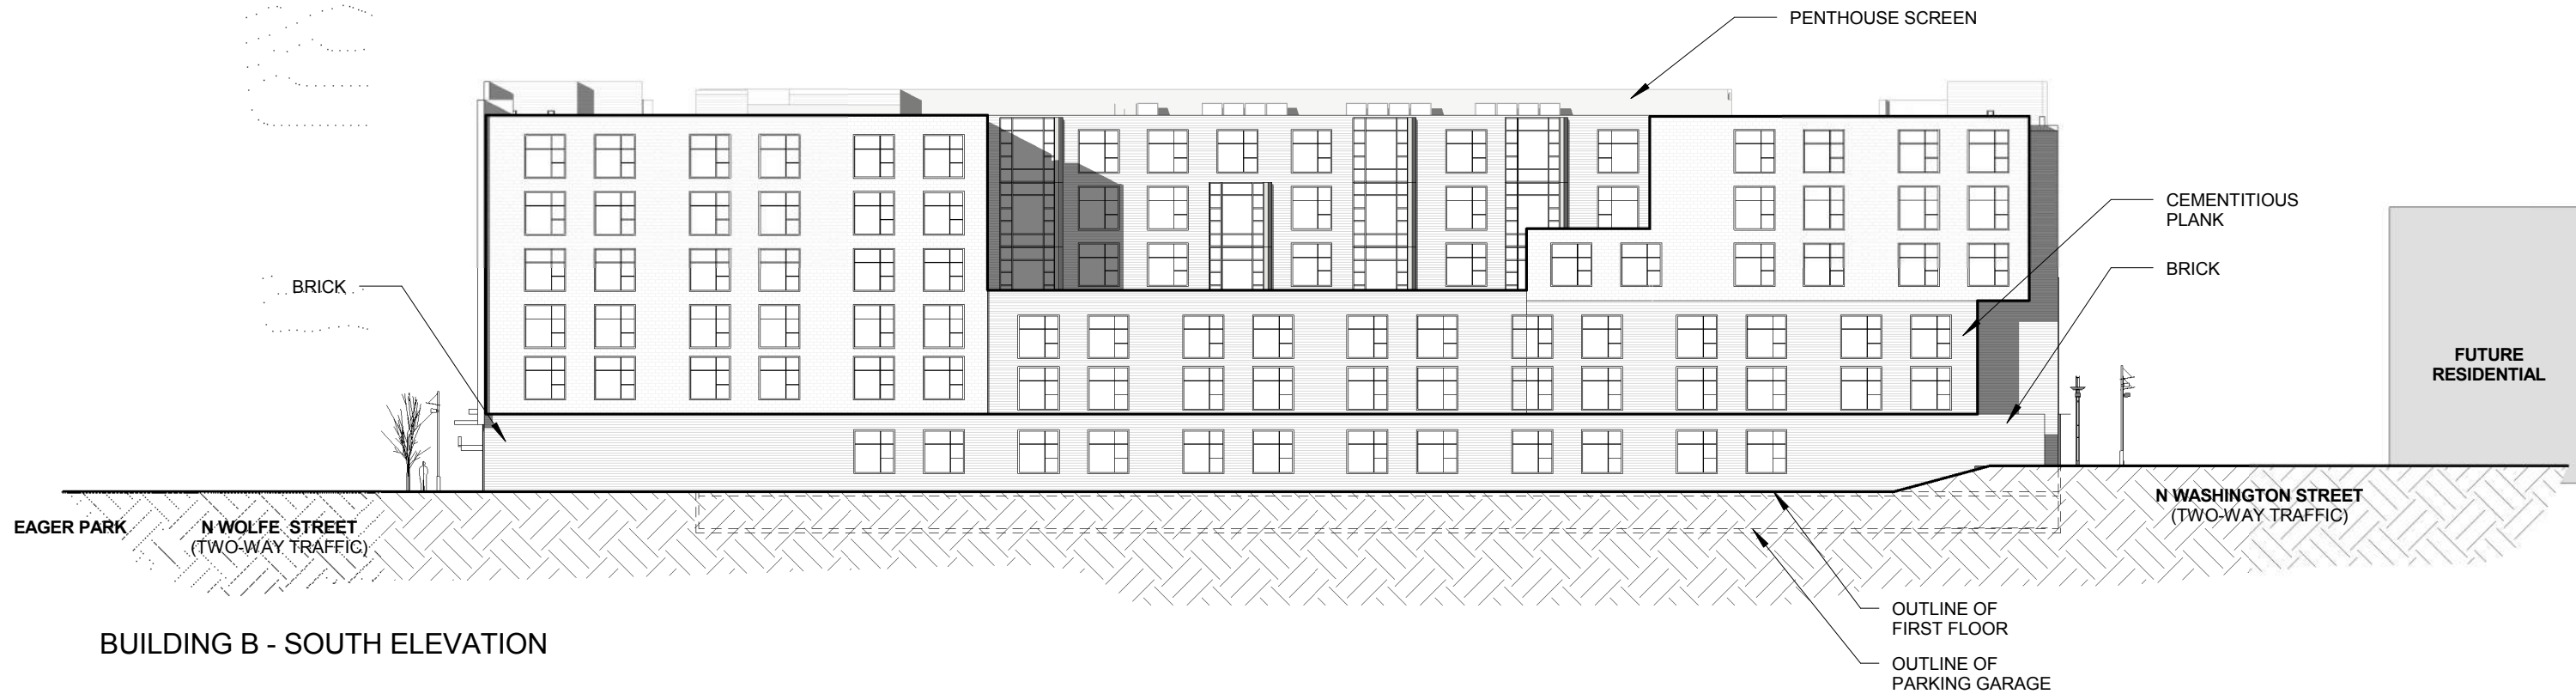 PENTHOUSE SCREEN
CEMENTITIOUS
PLANK
BRICK
BRICK
FUTURE
RESIDENTIAL
EAGER PARK
N WOLFE STREET
(TWO-WAY TRAFFIC)
N WASHINGTON STREET
(TWO-WAY TRAFFIC)
OUTLINE OF
FIRST FLOOR
OUTLINE OF
PARKING GARAGE
BUILDING B - SOUTH ELEVATION